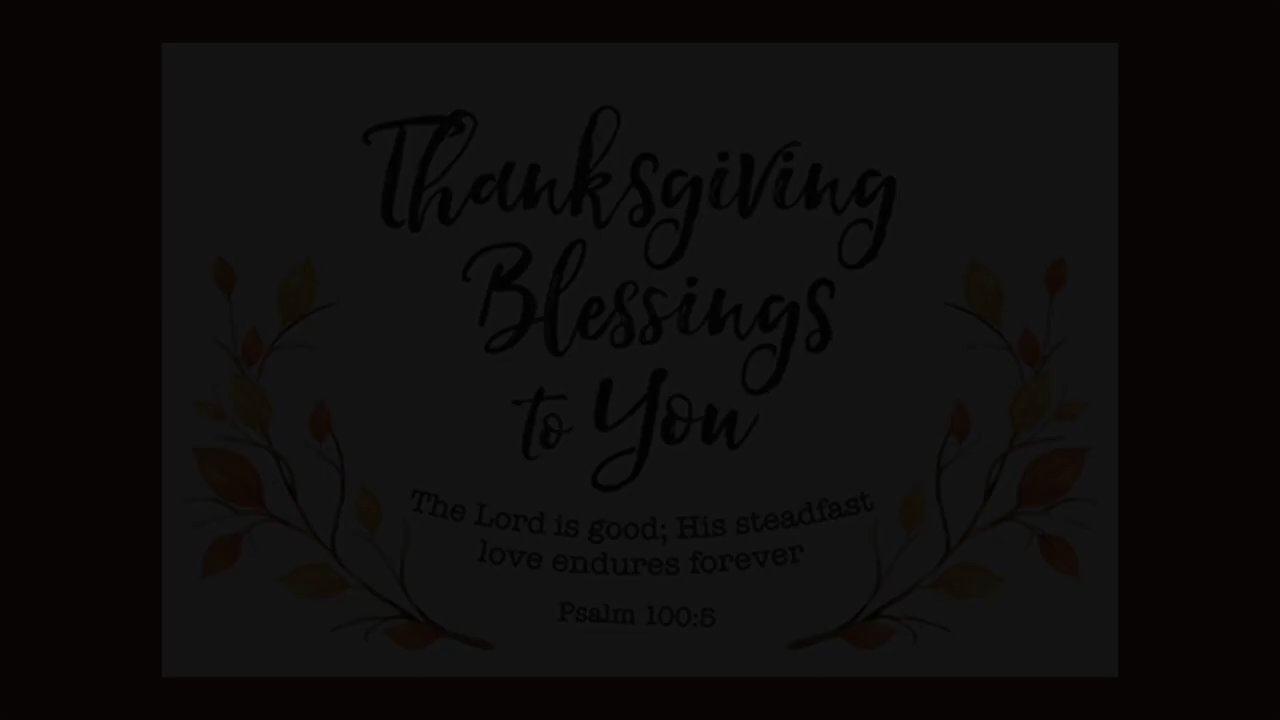 Thanksgiving
Blessings
to You
The Lord is good; His steadfast
love endures forever
Psalm 100:5